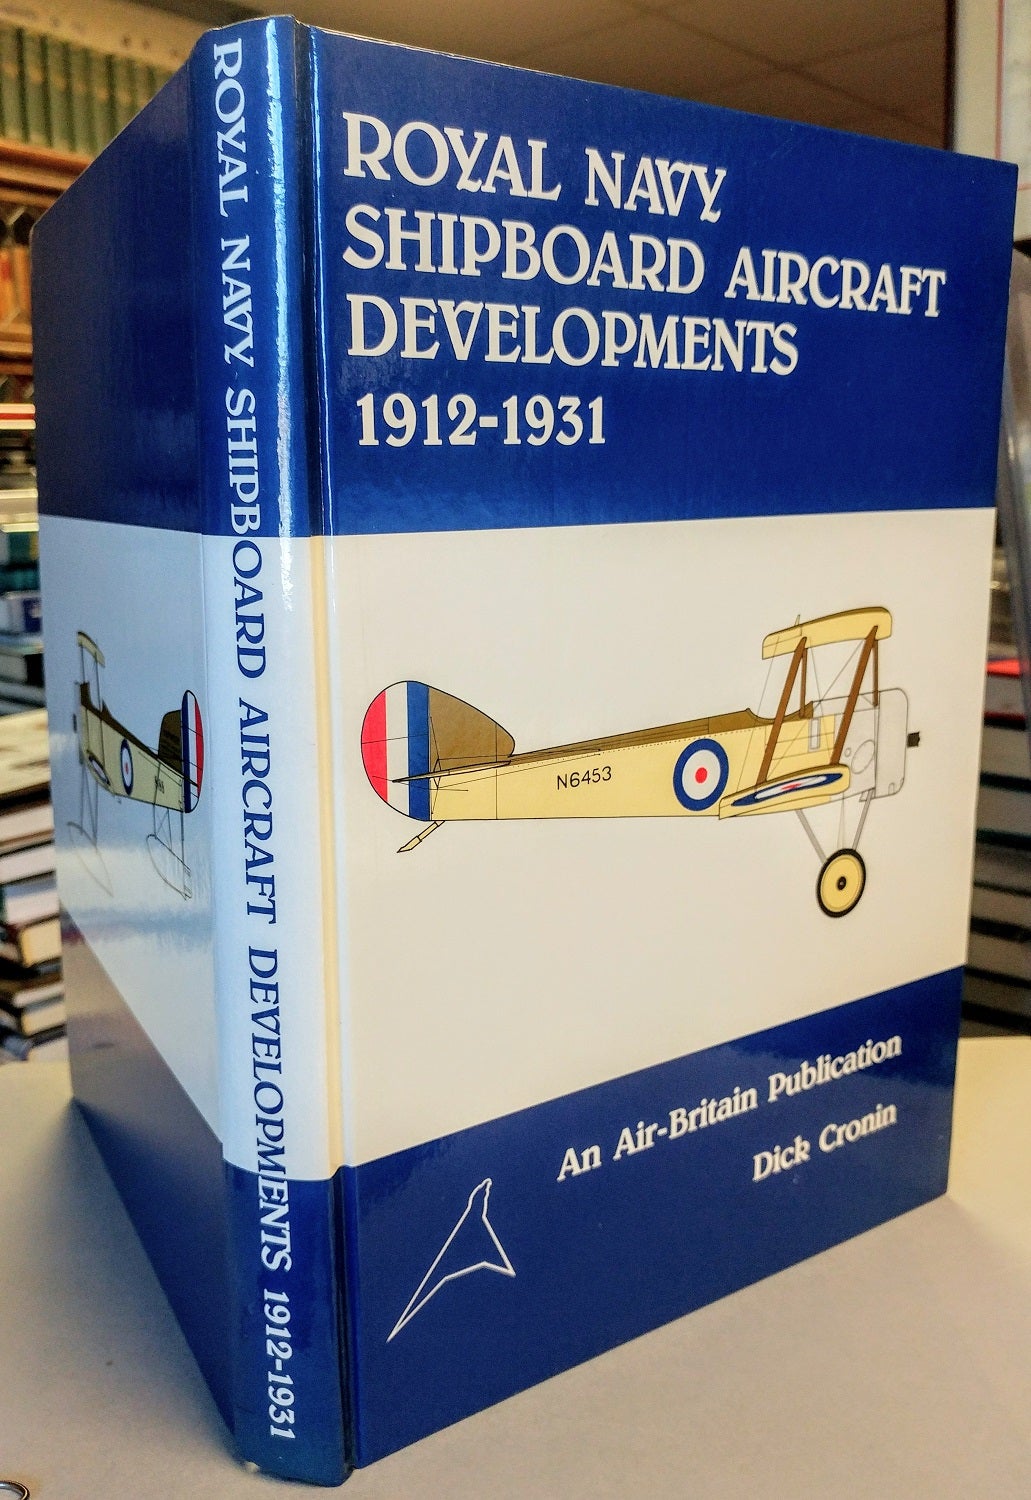 ROYAL NAVY SHIPBOARD AIRCRAFT DEVELOPMENTS 1912-1931
ROYAL NAVY
SHIPBOARD AIRCRAFT
DEVELOPMENTS
1912-1931
N6453
An Air-Britain Publication
Dick Cronin